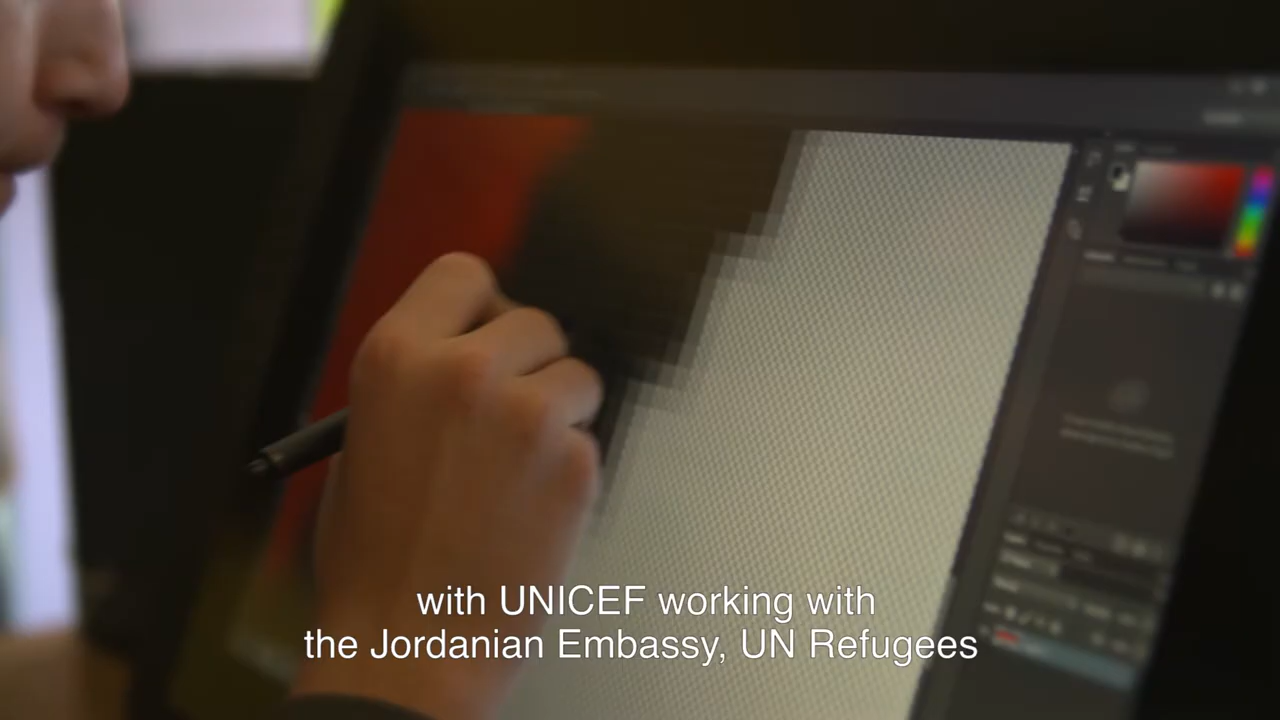 with UNICEF working with
the Jordanian Embassy, UN Refugees